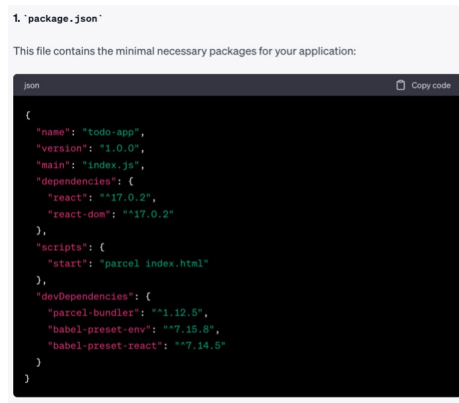 1. `package.json`
This file contains the minimal necessary packages for your application:
json
Copy code
{
  "name": "todo-app",
  "version": "1.0.0",
  "main": "index.js",
  "dependencies": {
    "react": "^17.0.2",
    "react-dom": "^17.0.2"
  },
  "scripts": {
    "start": "parcel index.html"
  },
  "devDependencies": {
    "parcel-bundler": "^1.12.5",
    "babel-preset-env": "^7.15.8",
    "babel-preset-react": "^7.14.5"
  }
}